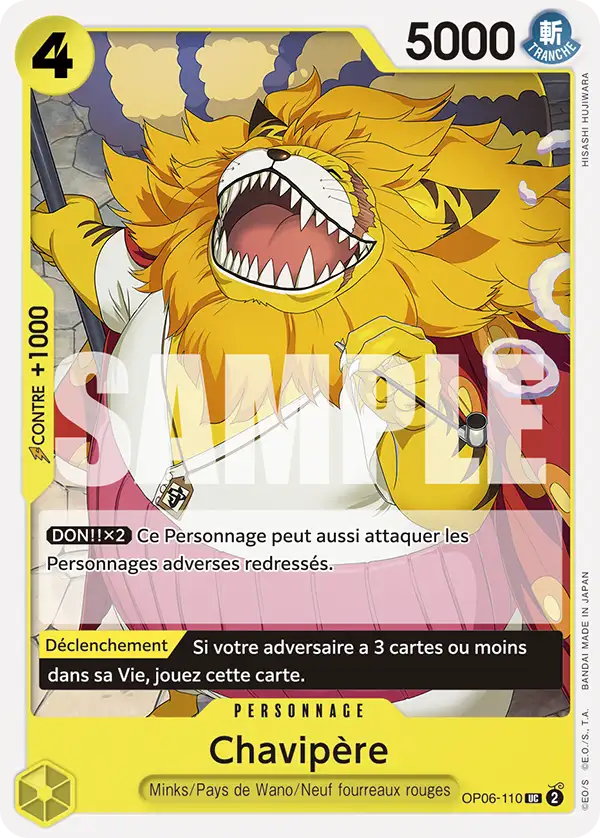 4
5000
斬
TRANCHE
HISASHI HUJIWARA
CONTRE +1000
SAMPLE
DON!!×2 Ce Personnage peut aussi attaquer les
Personnages adverses redressés.
Déclenchement Si votre adversaire a 3 cartes ou moins
dans sa Vie, jouez cette carte.
PERSONNAGE
Chavipère
Minks/Pays de Wano/Neuf fourreaux rouges
OP06-110 UC 2
©EO/S ©E.O./S., T.A. BANDAI MADE IN JAPAN